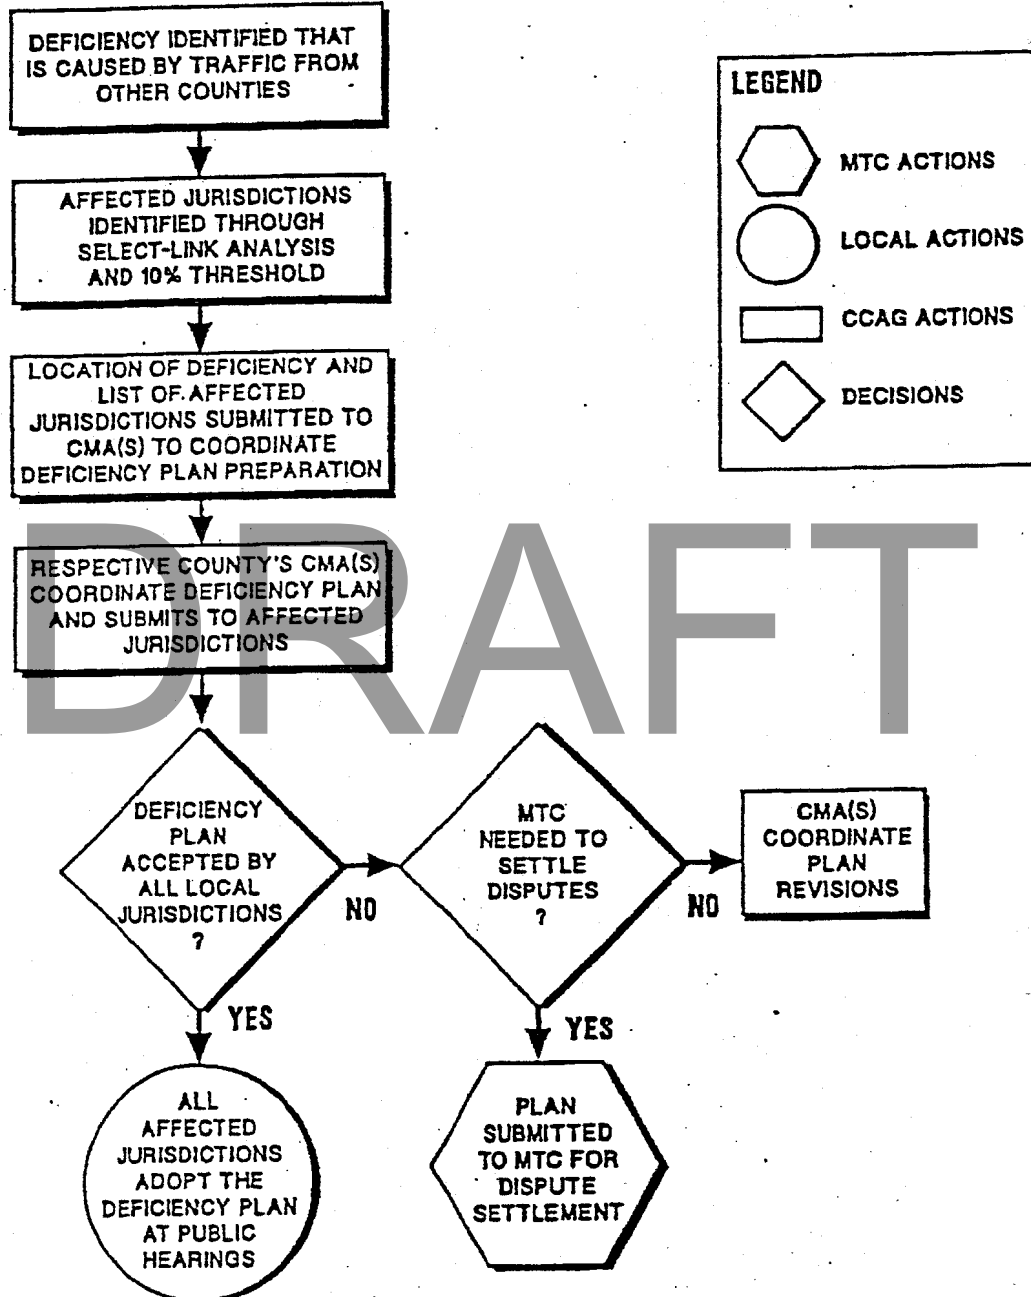 DEFICIENCY IDENTIFIED THAT
IS CAUSED BY TRAFFIC FROM
OTHER COUNTIES
AFFECTED JURISDICTIONS
IDENTIFIED THROUGH
SELECT-LINK ANALYSIS
AND 10% THRESHOLD
LOCATION OF DEFICIENCY AND
LIST OF AFFECTED
JURISDICTIONS SUBMITTED TO
CMA(S) TO COORDINATE
DEFICIENCY PLAN PREPARATION
RESPECTIVE COUNTY'S CMA(S)
COORDINATE DEFICIENCY PLAN
AND SUBMITS TO AFFECTED
JURISDICTIONS
DEFICIENCY
PLAN
ACCEPTED BY
ALL LOCAL
JURISDICTIONS
?
NO
YES
MTC
NEEDED TO
SETTLE
DISPUTES
?
NO
YES
CMA(S)
COORDINATE
PLAN
REVISIONS
ALL
AFFECTED
JURISDICTIONS
ADOPT THE
DEFICIENCY PLAN
AT PUBLIC
HEARINGS
PLAN
SUBMITTED
TO MTC FOR
DISPUTE
SETTLEMENT
LEGEND
MTC ACTIONS
LOCAL ACTIONS
CCAG ACTIONS
DECISIONS
DRAFT